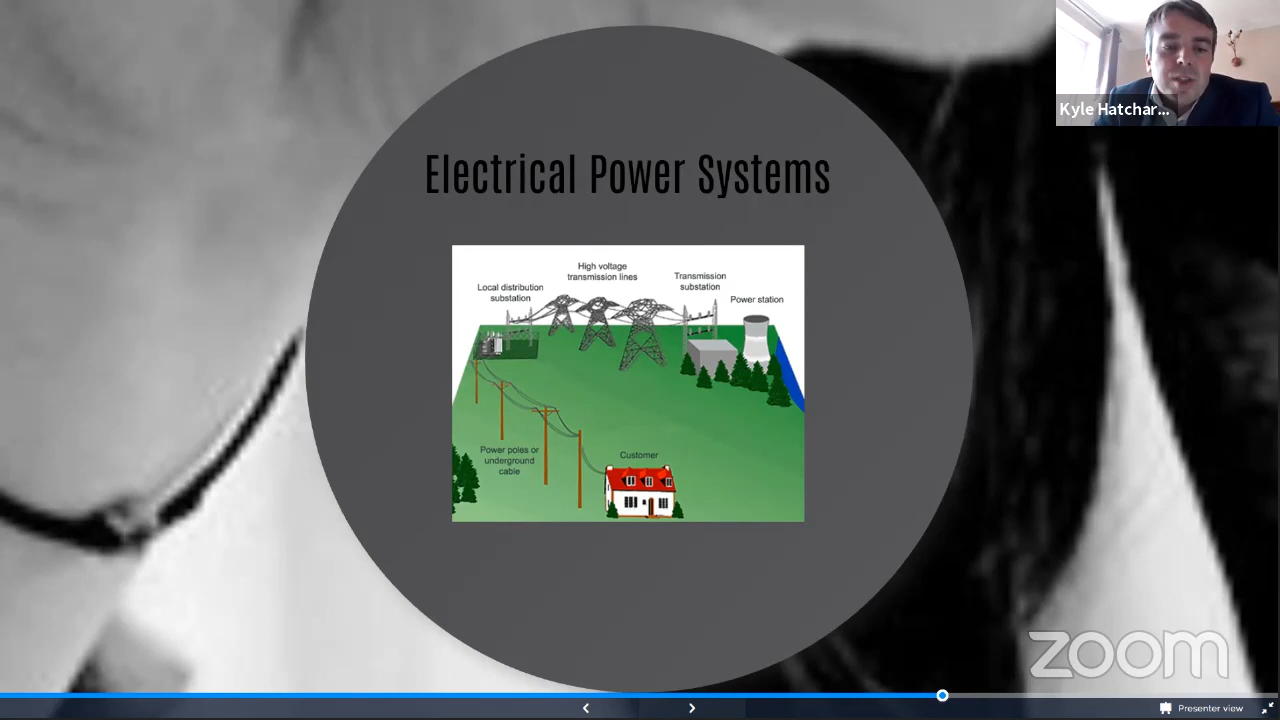 Kyle Hatchar...
Electrical Power Systems
High voltage
transmission lines
Transmission
substation
Local distribution
substation
Power station
Power poles or
underground
cable
Customer
zoom
Presenter view